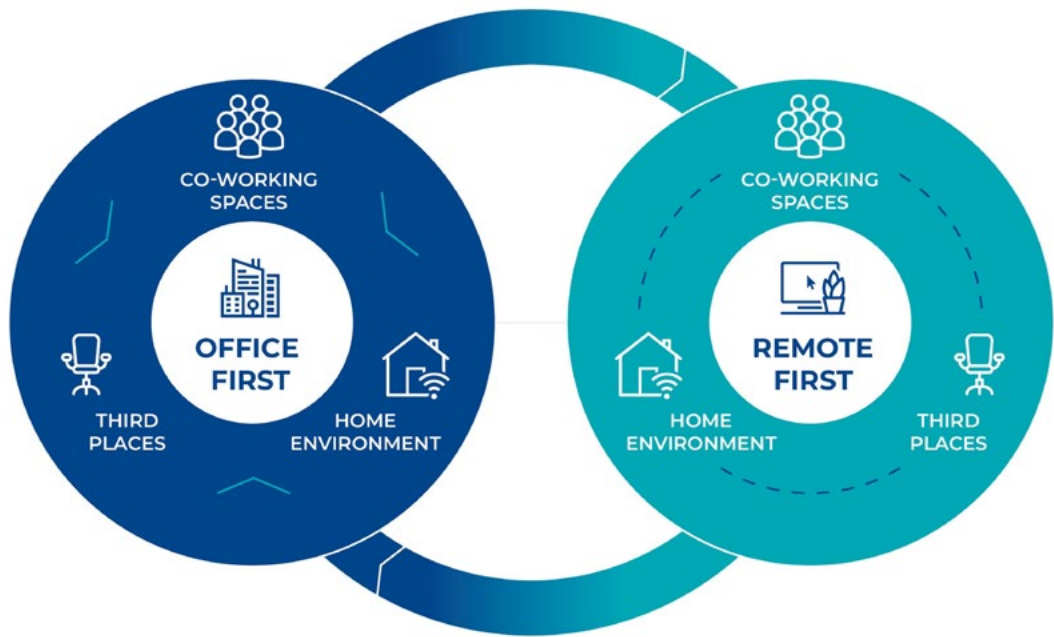 CO-WORKING
SPACES
OFFICE
FIRST
THIRD
PLACES
HOME
ENVIRONMENT
CO-WORKING
SPACES
REMOTE
FIRST
HOME
ENVIRONMENT
THIRD
PLACES